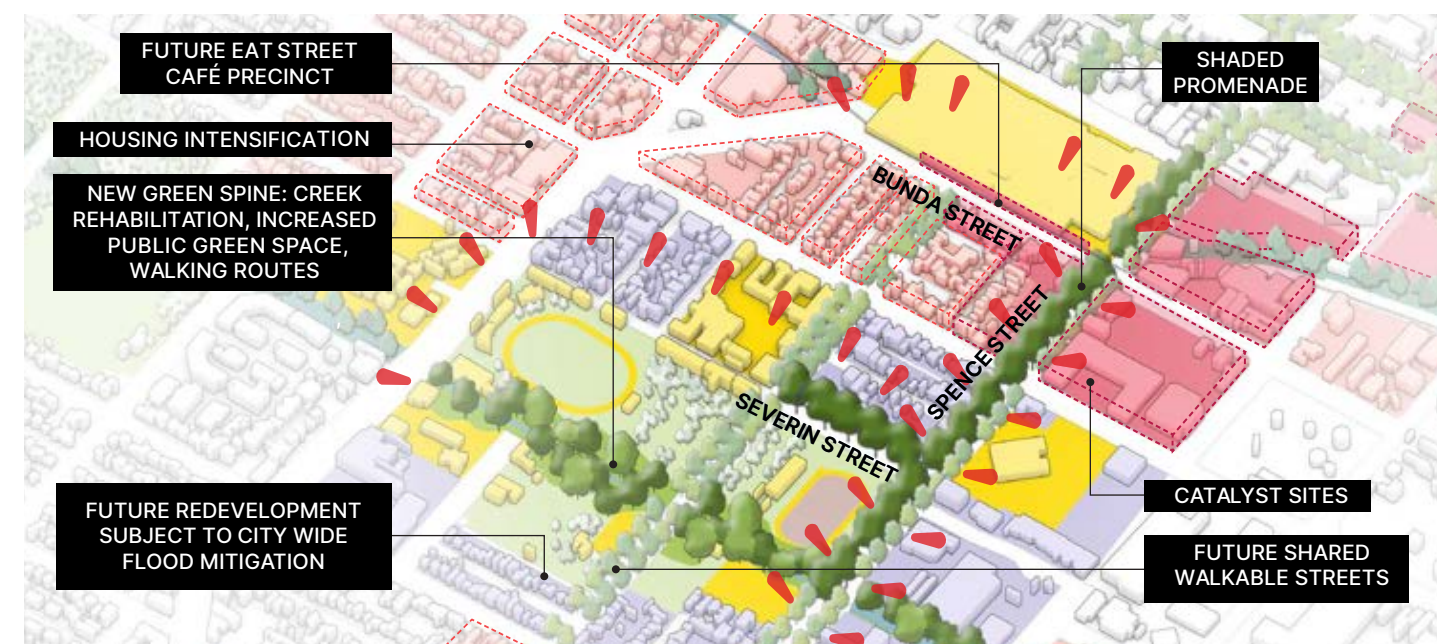 FUTURE EAT STREET
CAFÉ PRECINCT
SHADED
PROMENADE
HOUSING INTENSIFICATION
NEW GREEN SPINE: CREEK
REHABILITATION, INCREASED
PUBLIC GREEN SPACE,
WALKING ROUTES
BUNDA STREET
SPENCE STREET
SEVERIN STREET
CATALYST SITES
FUTURE REDEVELOPMENT
SUBJECT TO CITY WIDE
FLOOD MITIGATION
FUTURE SHARED
WALKABLE STREETS